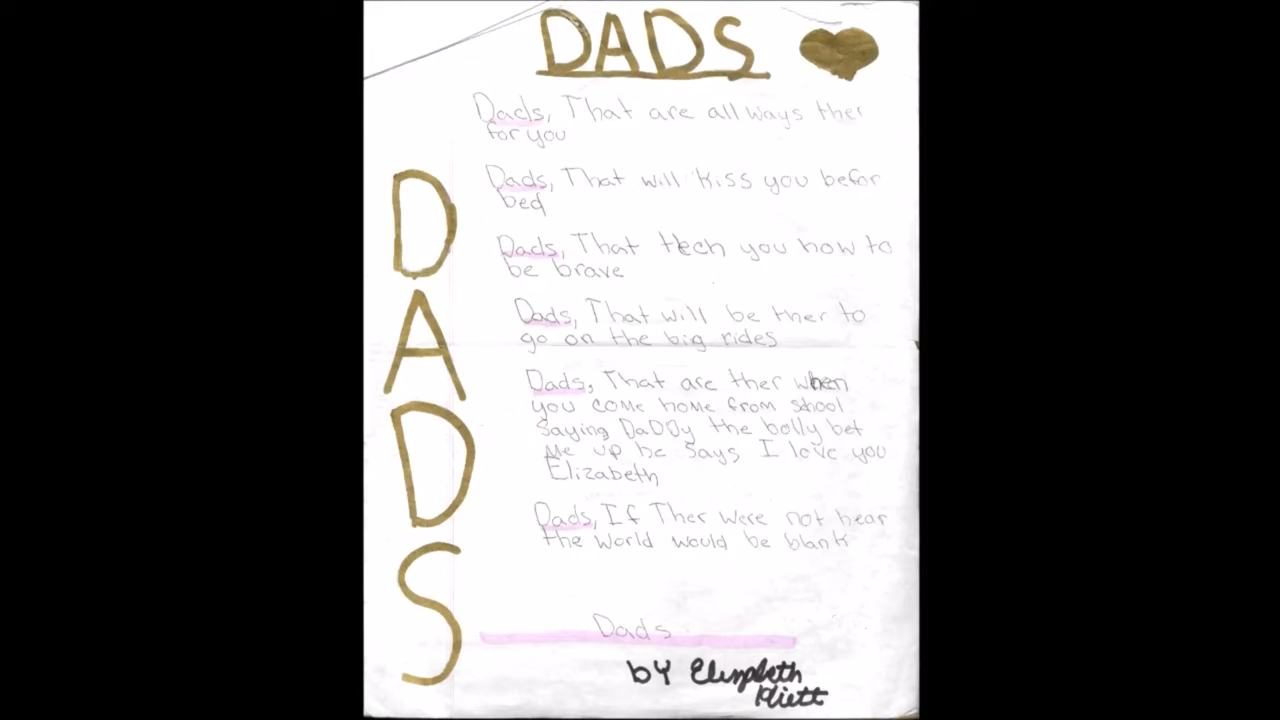 DADS
DADS
Dads, That are all ways ther
for you
Dads, That will kiss you befor
bed
Dads, That tech you how to
be brave
Dads, That will be ther to
go on the big rides
Dads, That are ther when
you come home from school
saying DaDDy the bolly bet
me up he says I love you
Elizabeth
Dads, If Ther were not hear
the world would be blank
Dads
by Elizabeth